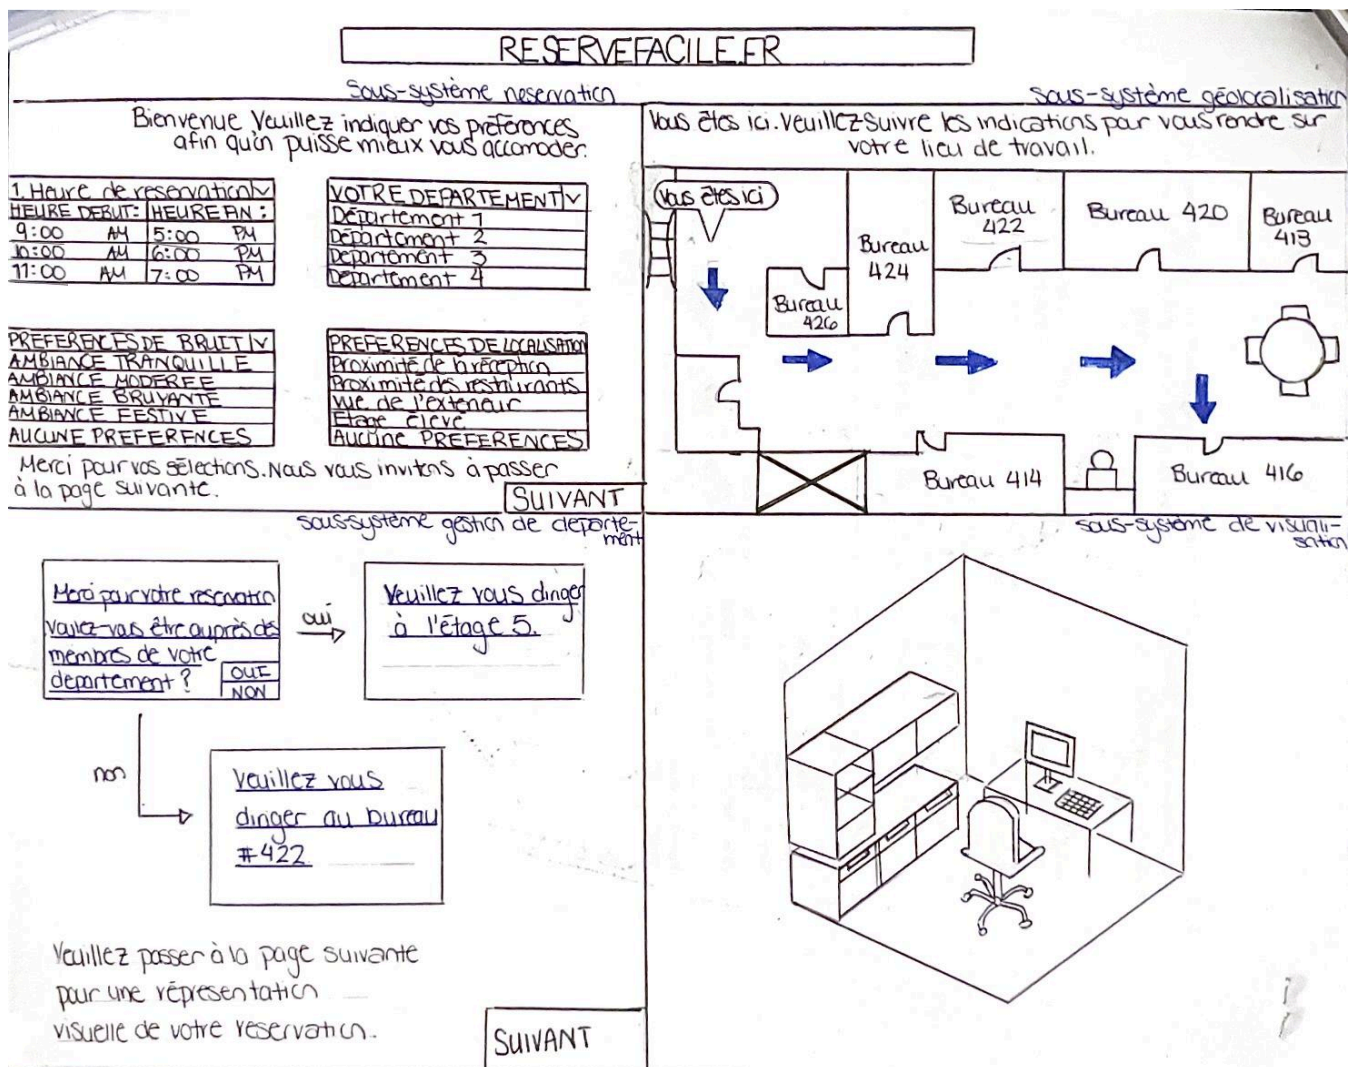 RESERVEFACILE.FR
Sous-système reservation
Bienvenue Veuillez indiquer vos préférences
afin qu'on puisse mieux vous accomoder.
1. Heure de reservation
HEURE DEBUT: HEURE FIN:
9:00 AM 5:00 PM
10:00 AM 6:00 PM
11:00 AM 7:00 PM
VOTRE DEPARTEMENT
Département 1
Département 2
Departement 3
Departement 4
PREFERENCES DE BRUIT
AMBIANCE TRANQUILLE
AMBIANCE MODEREE
AMBIANCE BRUYANTE
AMBIANCE FESTIVE
AUCUNE PREFERENCES
PREFERENCES DE LOCALISATION
Proximité de la réception
Proximité des restaurants
vue de l'exterieur
Etage élevé
AUCUNE PREFERENCES
Merci pour vos sélections. Nous vous invitons à passer
à la page suivante.
SUIVANT
Sous-système géolocalisation
Vous êtes ici. Veuillez suivre les indications pour vous rendre sur
votre lieu de travail.
Vous êtes ici
Bureau
426
Bureau
424
Bureau
422
Bureau 420
Bureau
413
Bureau 414
Bureau 416
sous-système gestion de departe-
ment
Merci pour votre reservation
voulez-vous être auprès des
membres de votre
departement?
OUI
NON
oui
Veuillez vous diriger
à l'étage 5.
non
Veuillez vous
diriger au bureau
#422.
Veuillez passer à la page suivante
pour une réprésentation
visuelle de votre reservation.
SUIVANT
sous-système de visuali-
sation